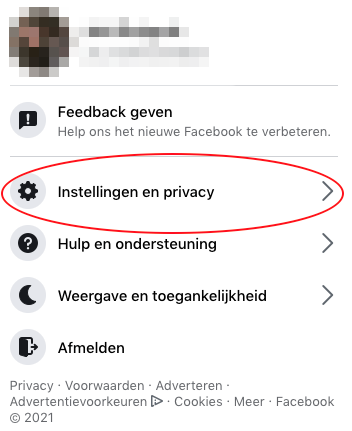 Feedback geven
Help ons het nieuwe Facebook te verbeteren.
Instellingen en privacy
Hulp en ondersteuning
Weergave en toegankelijkheid
Afmelden
Privacy · Voorwaarden · Adverteren ·
Advertentievoorkeuren · Cookies · Meer · Facebook
© 2021